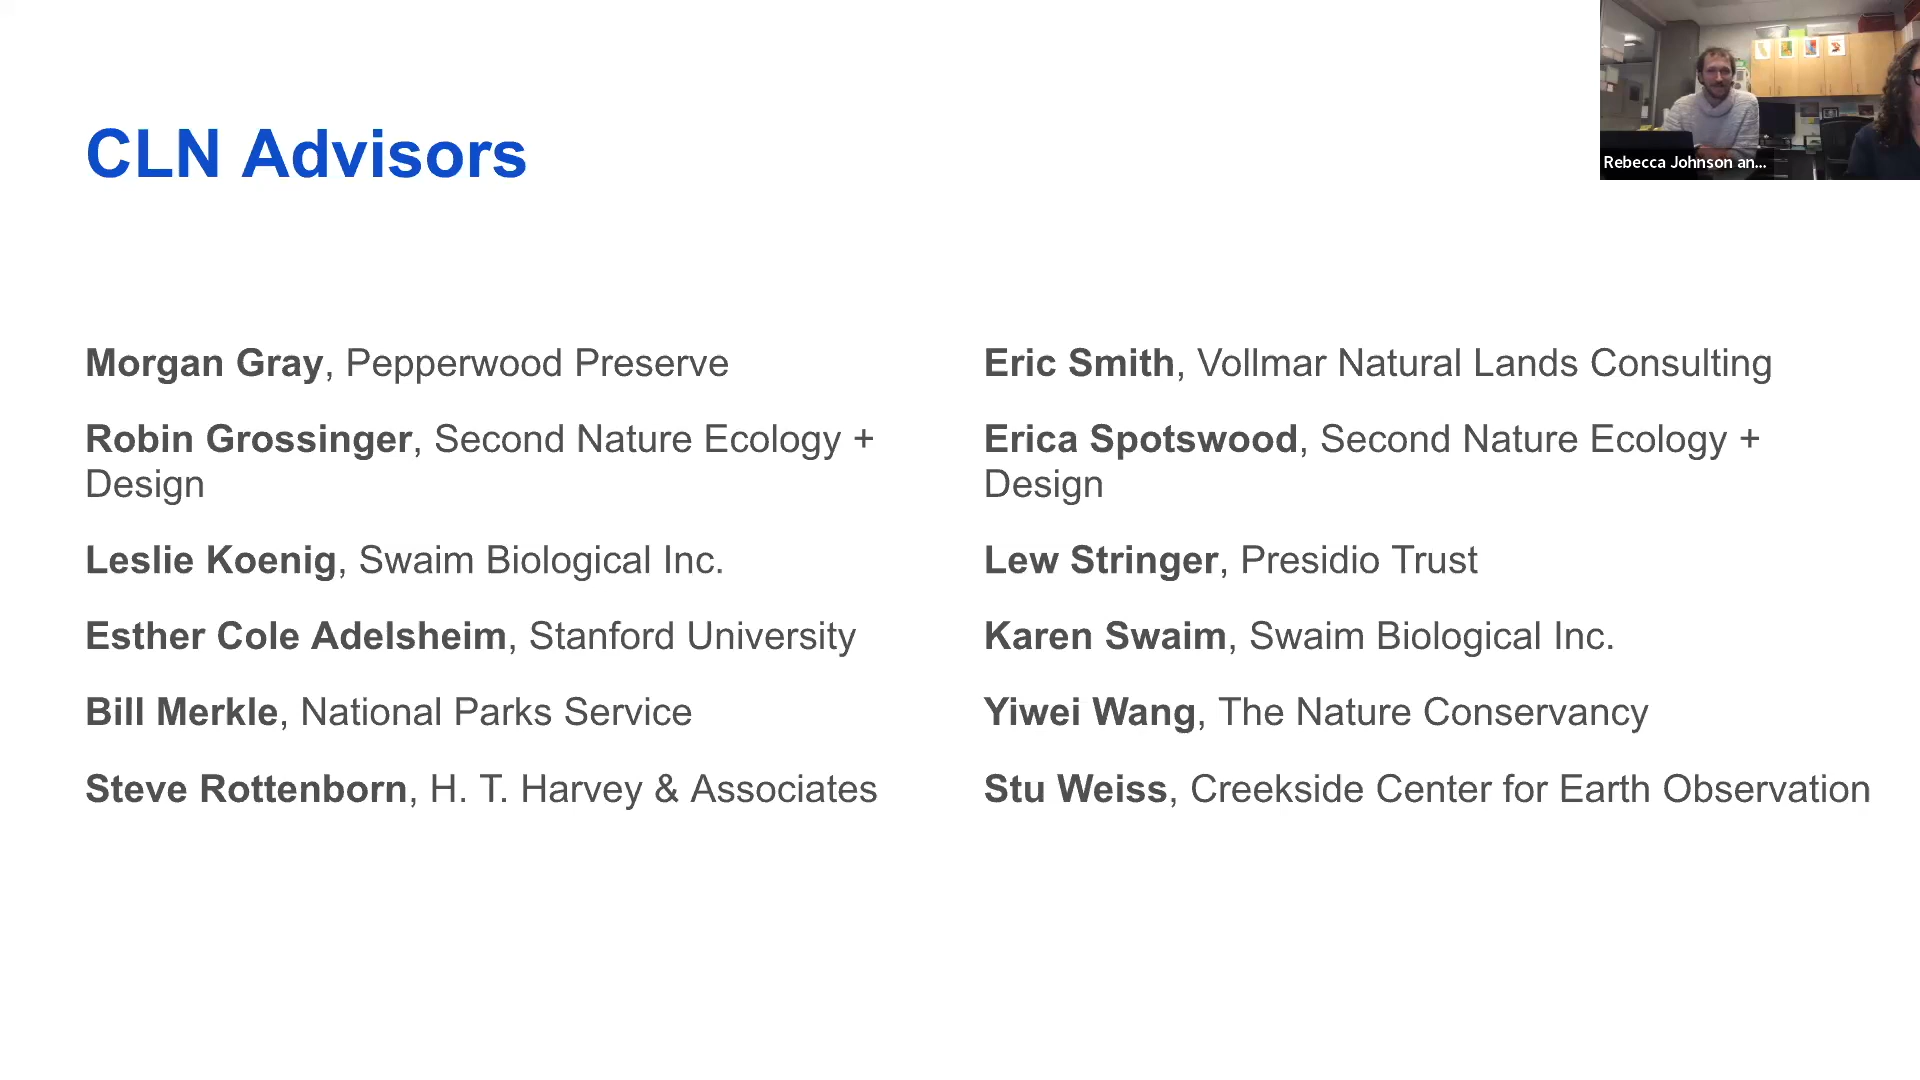 CLN Advisors
Rebecca Johnson an...
Morgan Gray, Pepperwood Preserve
Robin Grossinger, Second Nature Ecology +
Design
Leslie Koenig, Swaim Biological Inc.
Esther Cole Adelsheim, Stanford University
Bill Merkle, National Parks Service
Steve Rottenborn, H. T. Harvey & Associates
Eric Smith, Vollmar Natural Lands Consulting
Erica Spotswood, Second Nature Ecology +
Design
Lew Stringer, Presidio Trust
Karen Swaim, Swaim Biological Inc.
Yiwei Wang, The Nature Conservancy
Stu Weiss, Creekside Center for Earth Observation